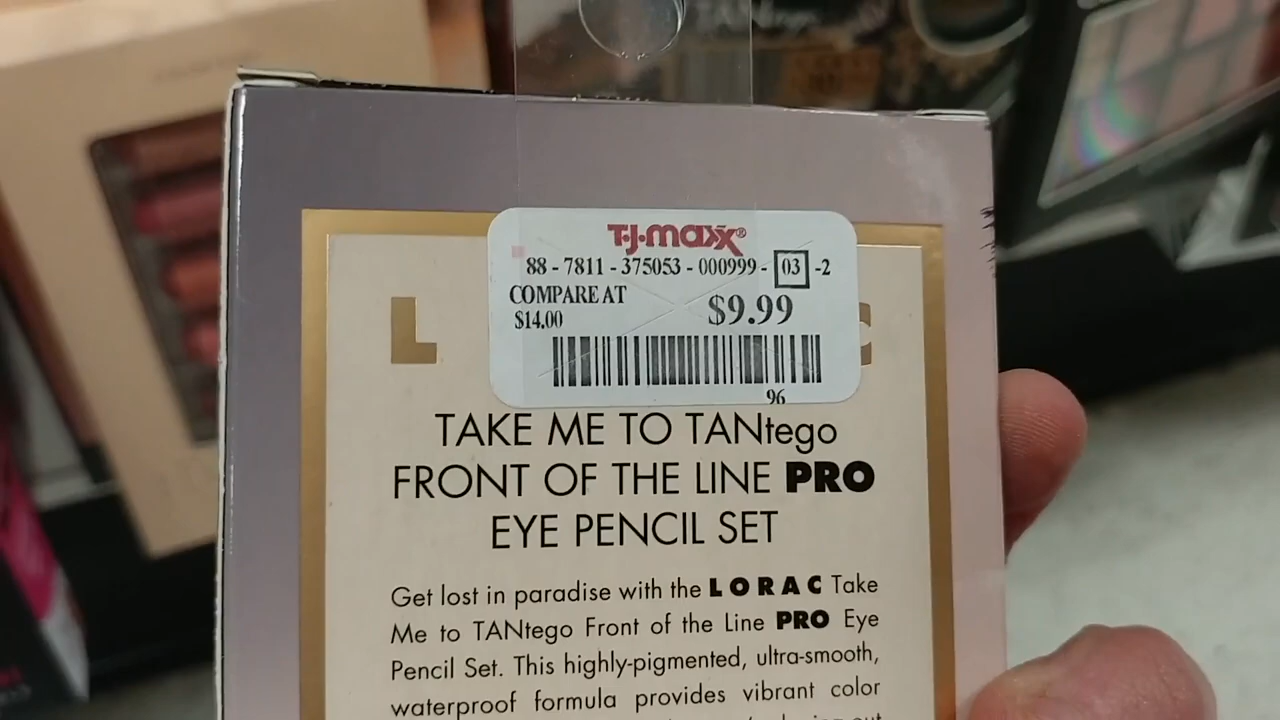 T·J·maxx®
88 - 7811 - 375053 - 000999 - 03 -2
COMPARE AT
$14.00
$9.99
96
L C
TAKE ME TO TANtego
FRONT OF THE LINE PRO
EYE PENCIL SET
Get lost in paradise with the LORAC Take
Me to TANtego Front of the Line PRO Eye
Pencil Set. This highly-pigmented, ultra-smooth,
waterproof formula provides vibrant color